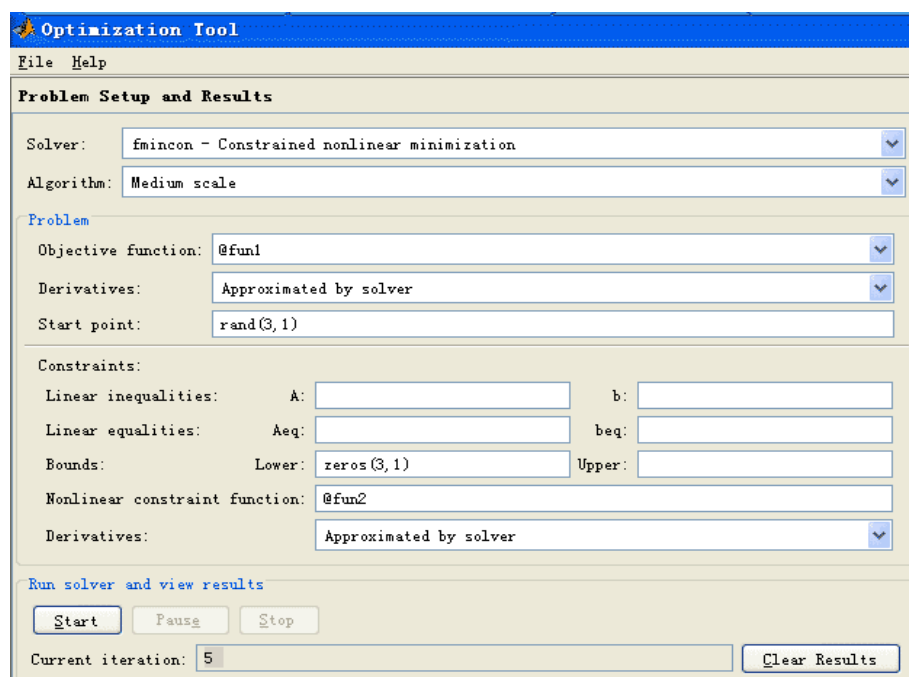 Optimization Tool
File Help
Problem Setup and Results
Solver: fmincon - Constrained nonlinear minimization
Algorithm: Medium scale
Problem
Objective function: @fun1
Derivatives: Approximated by solver
Start point: rand(3,1)
Constraints:
Linear inequalities: A: b:
Linear equalities: Aeq: beq:
Bounds: Lower: zeros(3,1) Upper:
Nonlinear constraint function: @fun2
Derivatives: Approximated by solver
Run solver and view results
Start Pause Stop
Current iteration: 5 Clear Results